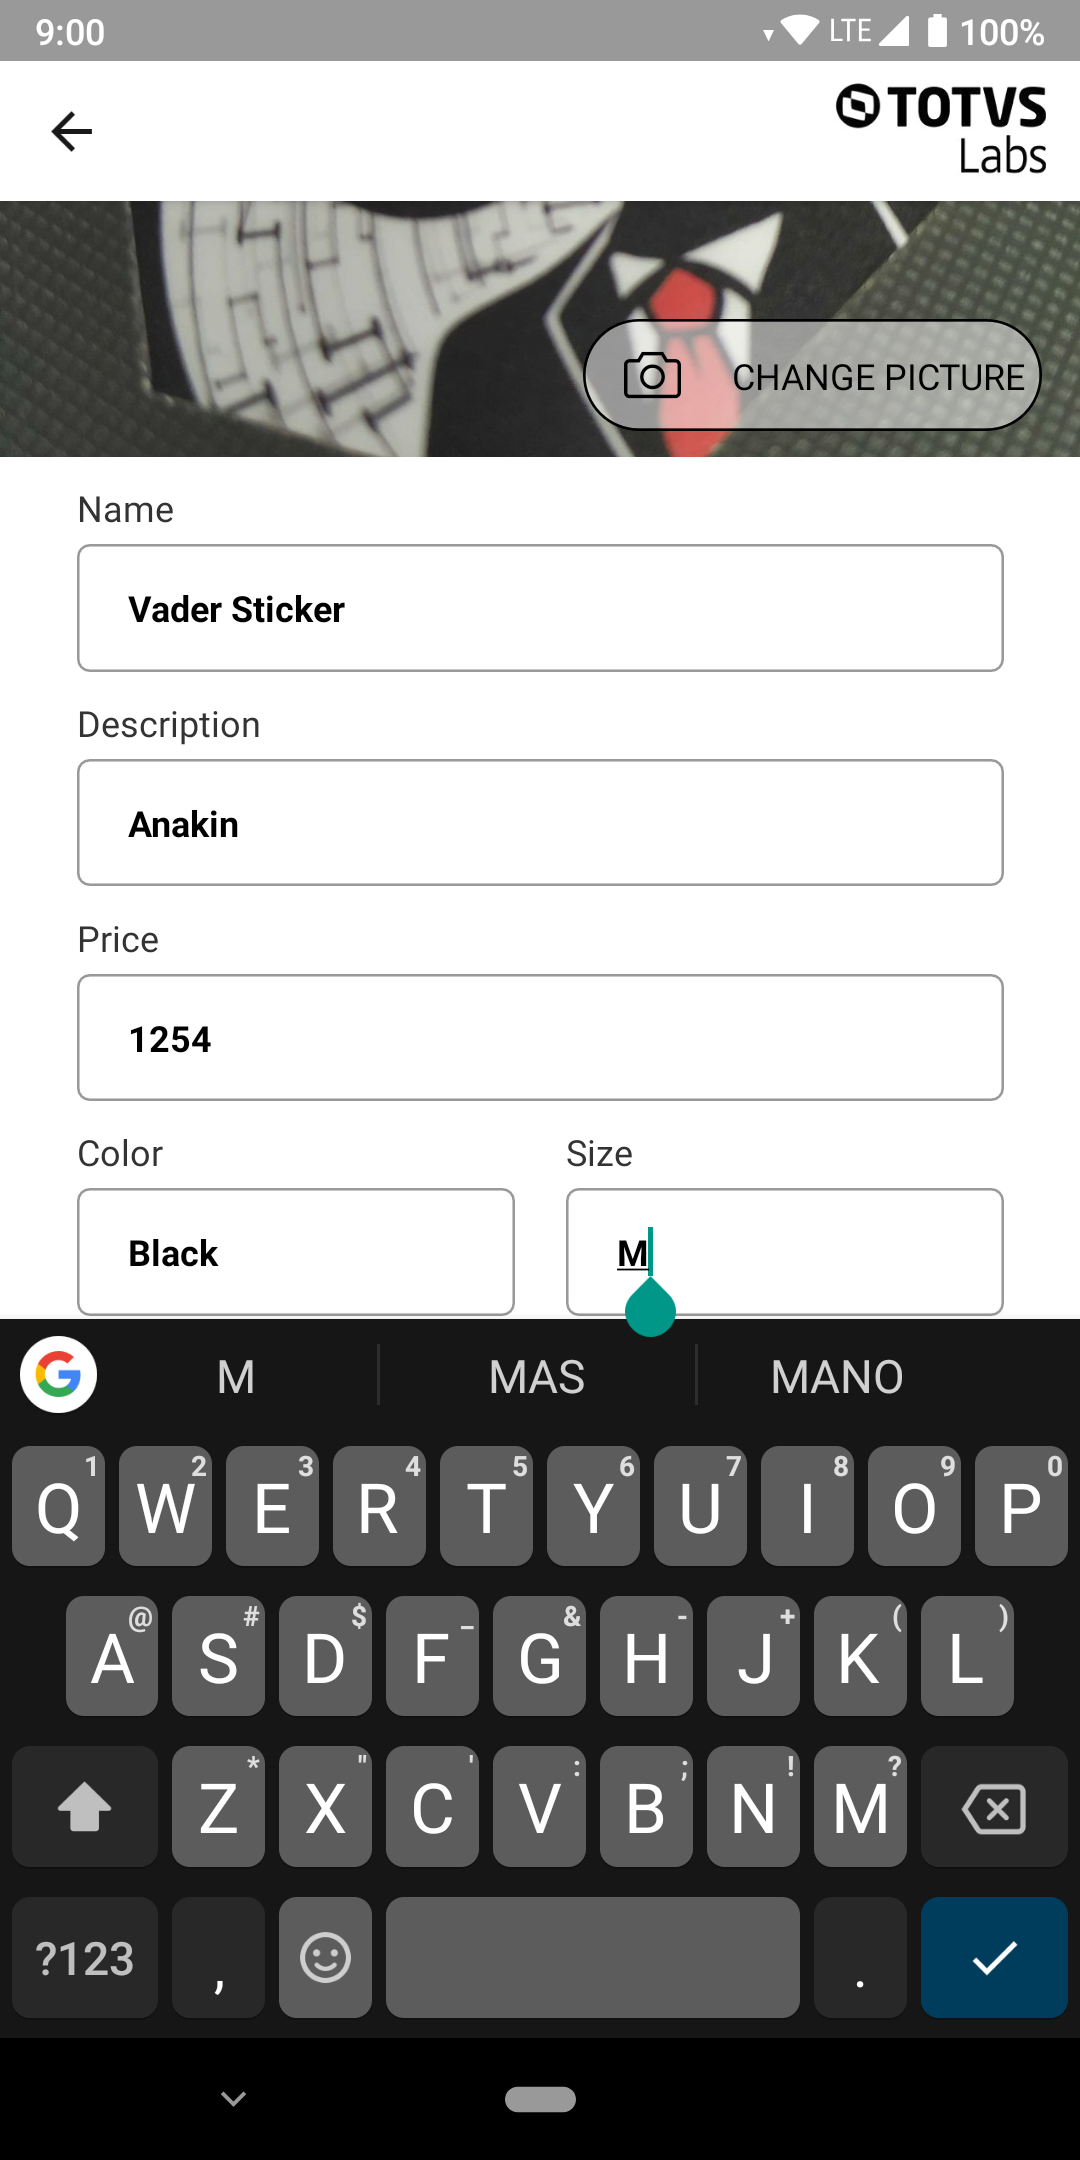 9:00 LTE 100%
TOTVS
Labs
CHANGE PICTURE
Name
Vader Sticker
Description
Anakin
Price
1254
Color Size
Black M
M MAS MANO
1 2 3 4 5 6 7 8 9 0
Q W E R T Y U I O P
@ # $ _ & - + ( )
A S D F G H J K L
* " ' : ; ! ?
Z X C V B N M
?123 , .